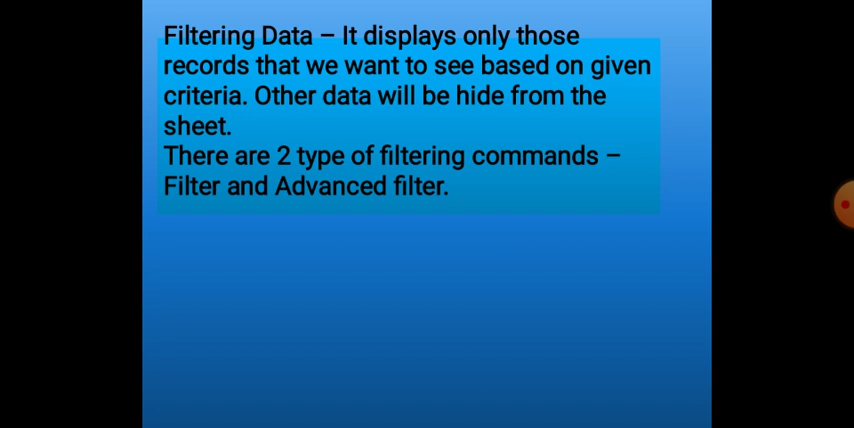 Filtering Data – It displays only those
records that we want to see based on given
criteria. Other data will be hide from the
sheet.
There are 2 type of filtering commands –
Filter and Advanced filter.